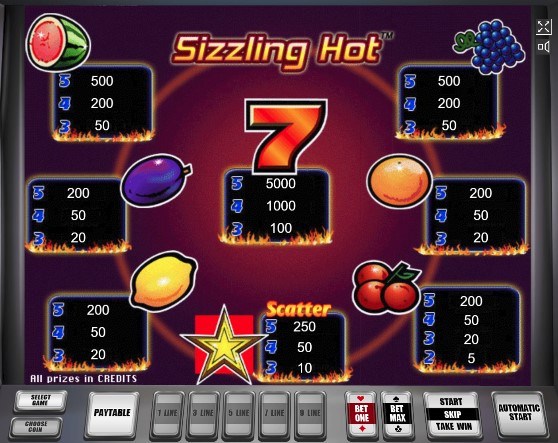 Sizzling Hot™
5 500
4 200
3 50
5 500
4 200
3 50
7
5 5000
4 1000
3 100
5 200
4 50
3 20
5 200
4 50
3 20
5 200
4 50
3 20
Scatter
5 250
4 50
3 10
5 200
4 50
3 20
2 5
All prizes in CREDITS
SELECT
GAME
CHOOSE
COIN
PAYTABLE
1 LINE
3 LINE
5 LINE
7 LINE
9 LINE
BET
ONE
BET
MAX
START
SKIP
TAKE WIN
AUTOMATIC
START